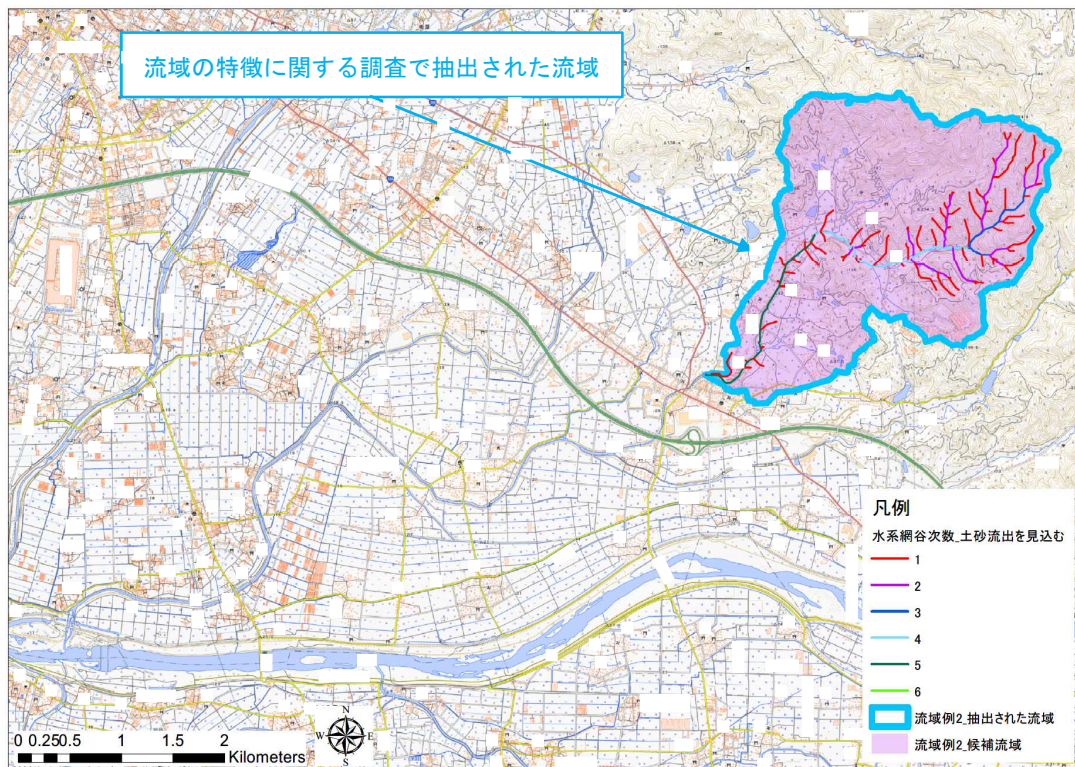 流域の特徴に関する調査で抽出された流域
凡例
水系網谷次数_土砂流出を見込む
1
2
3
4
5
6
流域例2_抽出された流域
流域例2_候補流域
N
W E
S
0 0.25 0.5 1 1.5 2
Kilometers